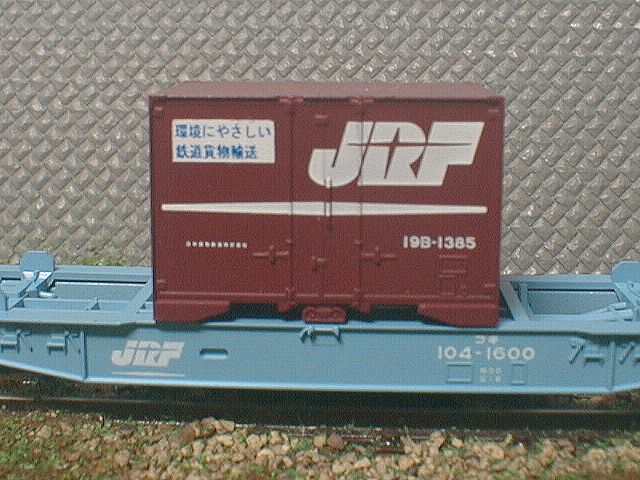 環境にやさしい
鉄道貨物輸送
JRF
19B-1385
JRF
コキ
104-1600